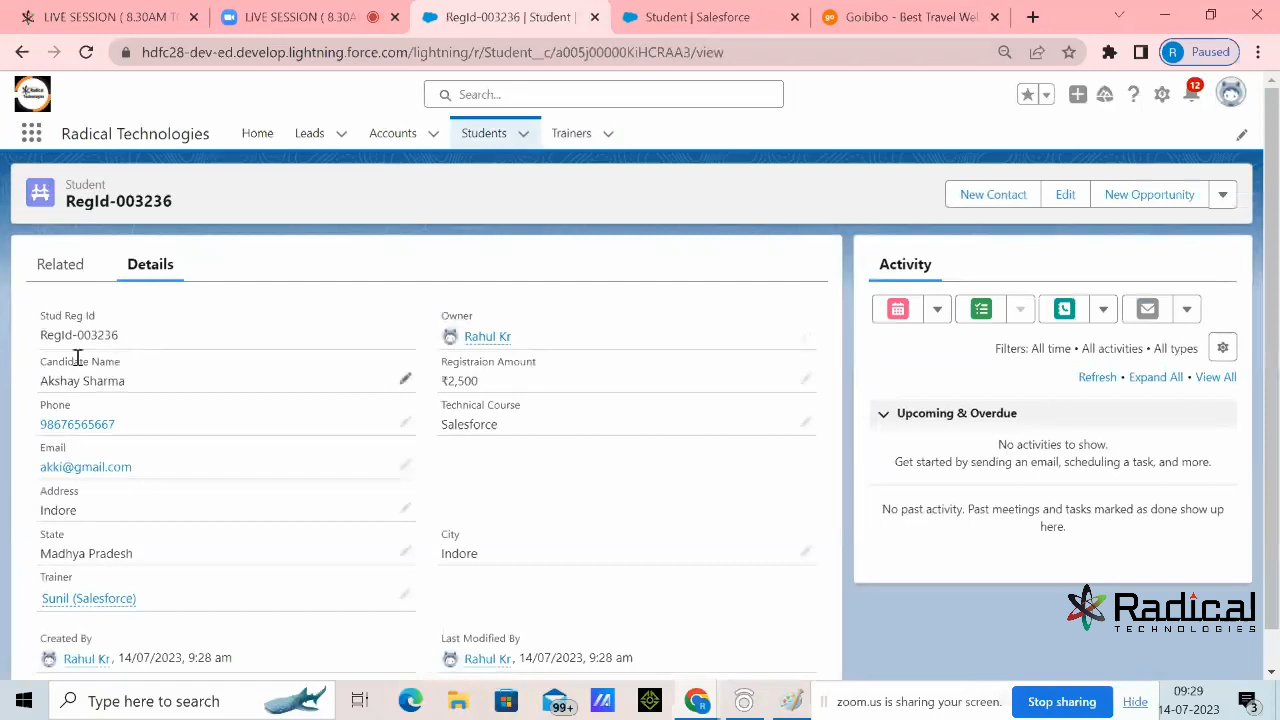 LIVE SESSION ( 8.30AM T
LIVE SESSION ( 8.30A
RegId-003236 | Student |
Student | Salesforce
go
Goibibo - Best Travel We
hdfc28-dev-ed.develop.lightning.force.com/lightning/r/Student__c/a005j00000KiHCRAA3/view
R Paused
Search...
12
Radical Technologies
Home
Leads
Accounts
Students
Trainers
Student
RegId-003236
New Contact
Edit
New Opportunity
Related
Details
Activity
Stud Reg Id
RegId-003236
Owner
Rahul Kr
Candidate Name
Akshay Sharma
Registraion Amount
₹2,500
Phone
98676565667
Technical Course
Salesforce
Email
akki@gmail.com
Address
Indore
State
Madhya Pradesh
City
Indore
Trainer
Sunil (Salesforce)
Created By
Rahul Kr, 14/07/2023, 9:28 am
Last Modified By
Rahul Kr, 14/07/2023, 9:28 am
Filters: All time • All activities • All types
Refresh • Expand All • View All
Upcoming & Overdue
No activities to show.
Get started by sending an email, scheduling a task, and more.
No past activity. Past meetings and tasks marked as done show up
here.
Radical
TECHNOLOGIES
Type here to search
99+
R
zoom.us is sharing your screen.
Stop sharing
Hide
09:29
14-07-2023
3